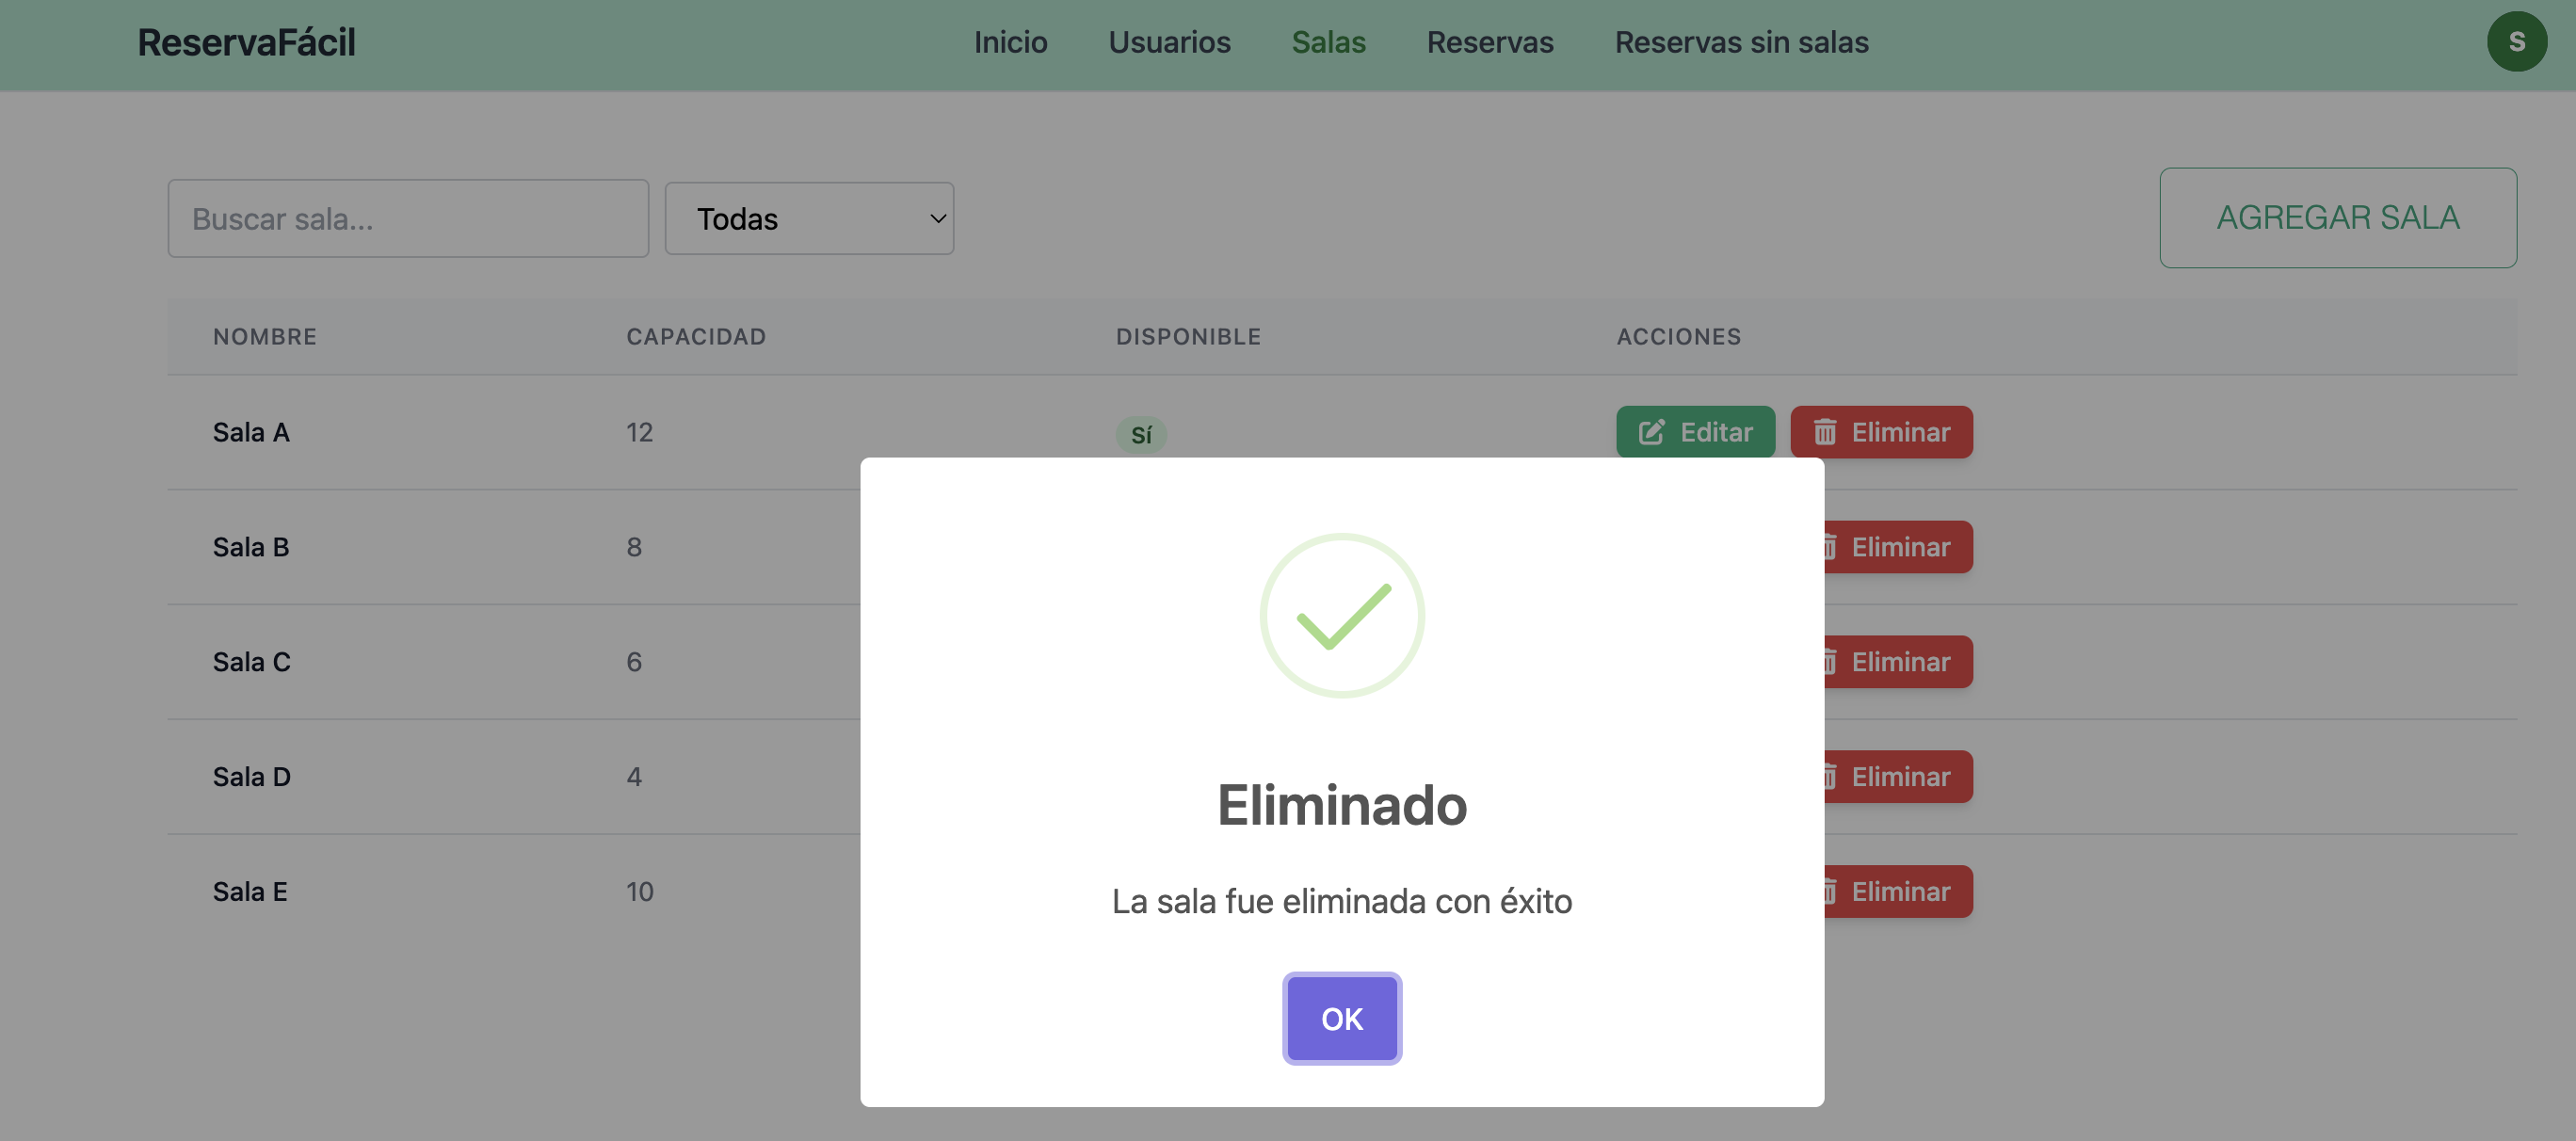 ReservaFácil Inicio Usuarios Salas Reservas Reservas sin salas S
Buscar sala... Todas AGREGAR SALA
NOMBRE CAPACIDAD DISPONIBLE ACCIONES
Sala A 12 Sí Editar Eliminar
Sala B 8 Eliminar
Sala C 6 Eliminar
Sala D 4 Eliminar
Sala E 10 Eliminar
Eliminado
La sala fue eliminada con éxito
OK